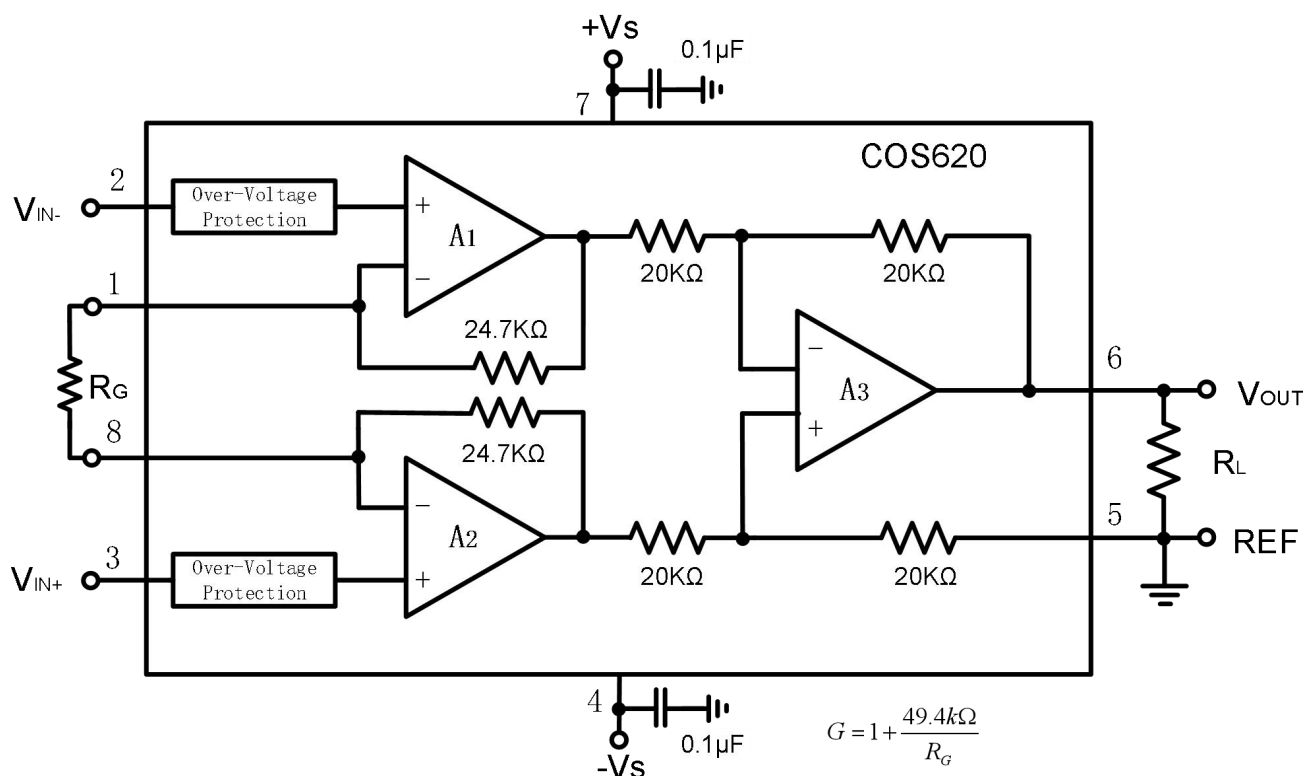 +Vs
0.1µF
7
COS620
2
VIN-
Over-Voltage
Protection
+
A1
−
20KΩ
20KΩ
1
24.7KΩ
RG
8
24.7KΩ
−
A3
+
6
VOUT
RL
−
A2
+
5
REF
3
VIN+
Over-Voltage
Protection
20KΩ
20KΩ
4
0.1µF
-Vs
G = 1 + 49.4kΩ / RG